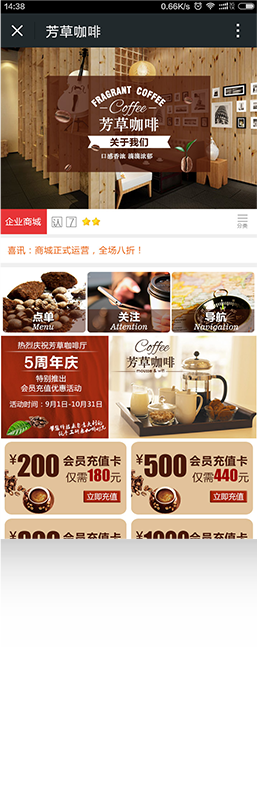 14:38
0.66K/s
芳草咖啡
FRAGRANT COFFEE
Coffee
芳草咖啡
关于我们
口感香浓 滴滴浓郁
企业商城
认
7
分类
喜讯：商城正式运营，全场八折！
点单
Menu
关注
Attention
导航
Navigation
热烈庆祝芳草咖啡厅
5周年庆
特别推出
会员充值优惠活动
活动时间：9月1日-10月31日
Coffee
芳草咖啡
¥200 会员充值卡
仅需180元
立即充值
¥500 会员充值卡
仅需440元
立即充值